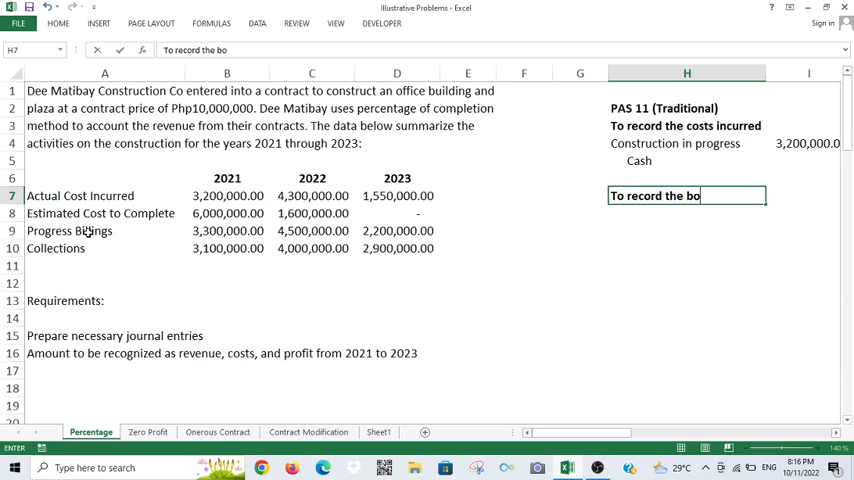 Illustrative Problems - Excel
Sign in
FILE HOME INSERT PAGE LAYOUT FORMULAS DATA REVIEW VIEW DEVELOPER
H7 To record the bo
A B C D E F G H I
1 Dee Matibay Construction Co entered into a contract to construct an office building and
2 plaza at a contract price of Php10,000,000. Dee Matibay uses percentage of completion PAS 11 (Traditional)
3 method to account the revenue from their contracts. The data below summarize the To record the costs incurred
4 activities on the construction for the years 2021 through 2023: Construction in progress 3,200,000.0
5 Cash
6 2021 2022 2023
7 Actual Cost Incurred 3,200,000.00 4,300,000.00 1,550,000.00 To record the bo
8 Estimated Cost to Complete 6,000,000.00 1,600,000.00 -
9 Progress Billings 3,300,000.00 4,500,000.00 2,200,000.00
10 Collections 3,100,000.00 4,000,000.00 2,900,000.00
11
12
13 Requirements:
14
15 Prepare necessary journal entries
16 Amount to be recognized as revenue, costs, and profit from 2021 to 2023
17
18
19
20
Percentage Zero Profit Onerous Contract Contract Modification Sheet1
ENTER 140 %
Type here to search 29°C ENG 8:16 PM
10/11/2022